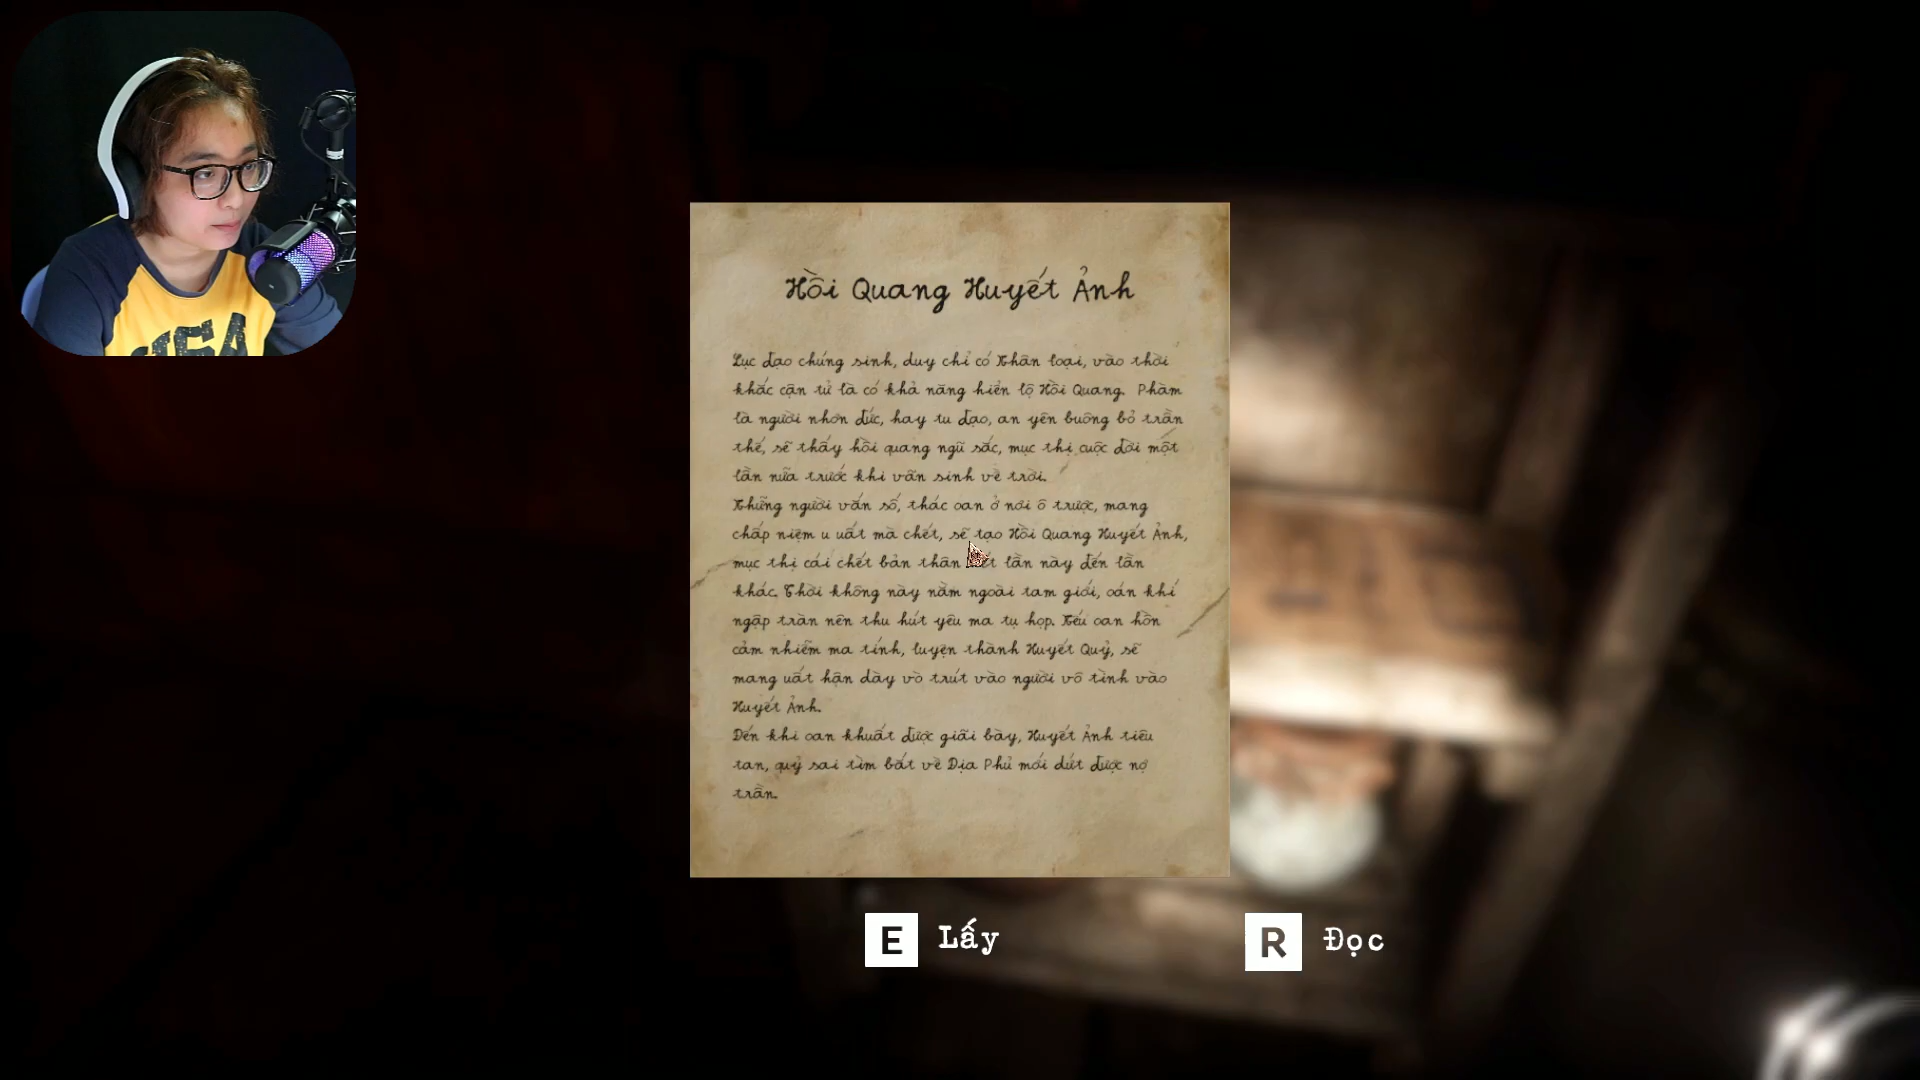 Hồi Quang Huyết Ảnh
Lục đạo chúng sinh, duy chỉ có Nhân loại, vào thời
khắc cận tử là có khả năng hiển lộ Hồi Quang. Phàm
là người nhơn đức, hay tu đạo, an yên buông bỏ trần
thế, sẽ thấy hồi quang ngũ sắc, mục thị cuộc đời một
lần nữa trước khi vãn sinh về trời.
Những người vắn số, thác oan ở nơi ô trược, mang
chấp niệm u uất mà chết, sẽ tạo Hồi Quang Huyết Ảnh,
mục thị cái chết bản thân hết lần này đến lần
khác. Thời không này nằm ngoài tam giới, oán khí
ngập tràn nên thu hút yêu ma tụ họp. Nếu oan hồn
cảm nhiễm ma tính, luyện thành Huyết Quỷ, sẽ
mang uất hận dày vò trút vào người vô tình vào
Huyết Ảnh.
Đến khi oan khuất được giãi bày, Huyết Ảnh tiêu
tan, quỷ sai tìm bắt về Địa Phủ mới dứt được nợ
trần.
E Lấy
R Đọc